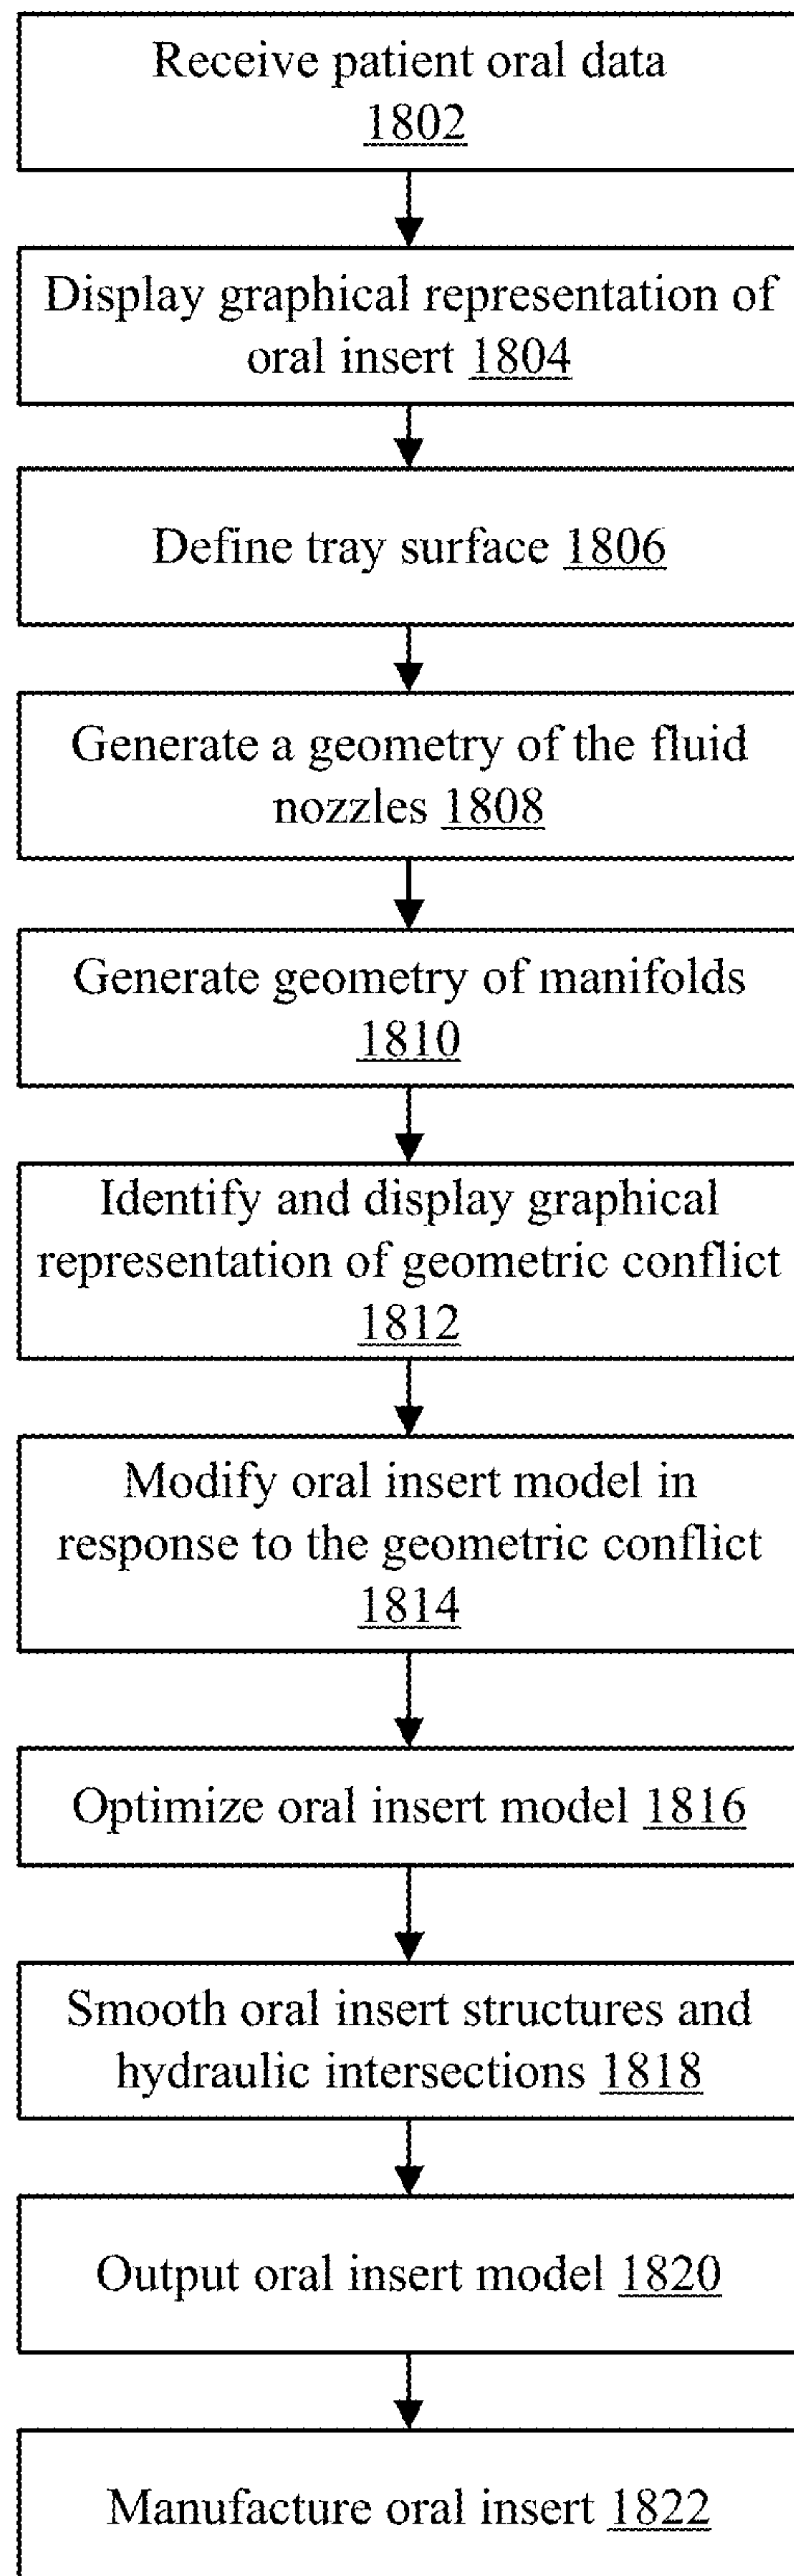 Receive patient oral data
1802
Display graphical representation of
oral insert 1804
Define tray surface 1806
Generate a geometry of the fluid
nozzles 1808
Generate geometry of manifolds
1810
Identify and display graphical
representation of geometric conflict
1812
Modify oral insert model in
response to the geometric conflict
1814
Optimize oral insert model 1816
Smooth oral insert structures and
hydraulic intersections 1818
Output oral insert model 1820
Manufacture oral insert 1822